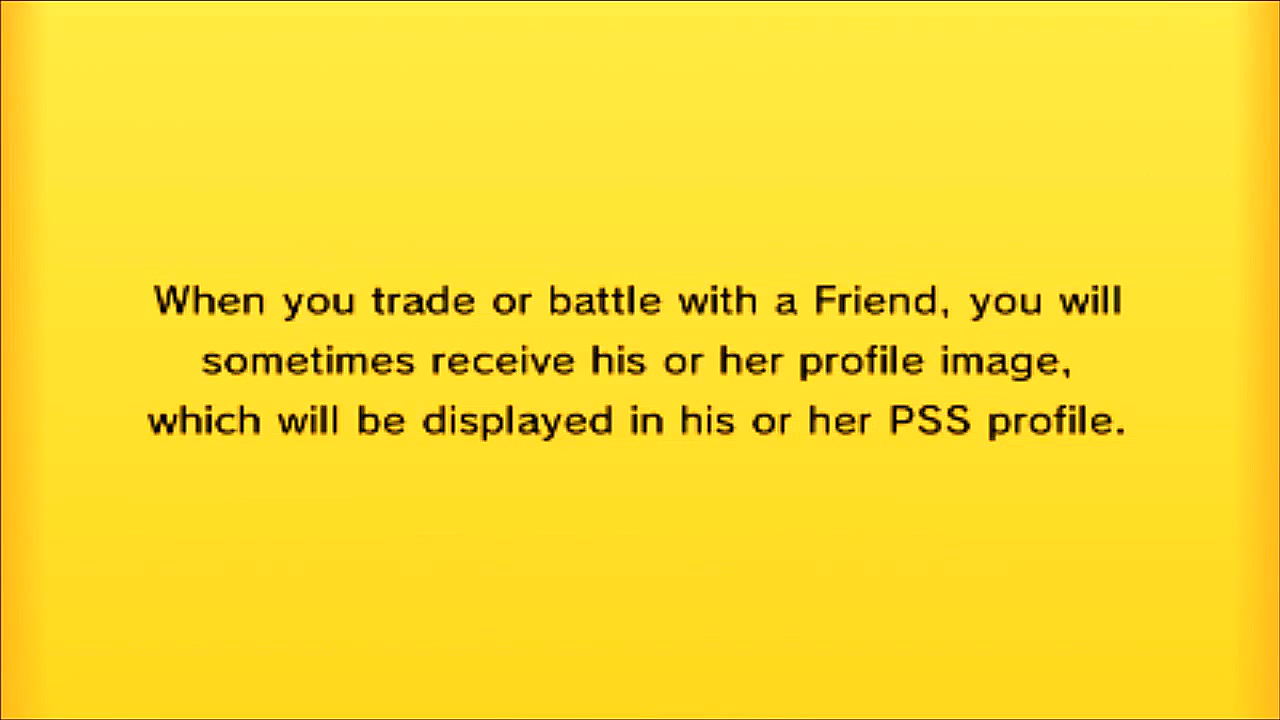 When you trade or battle with a Friend, you will
sometimes receive his or her profile image,
which will be displayed in his or her PSS profile.